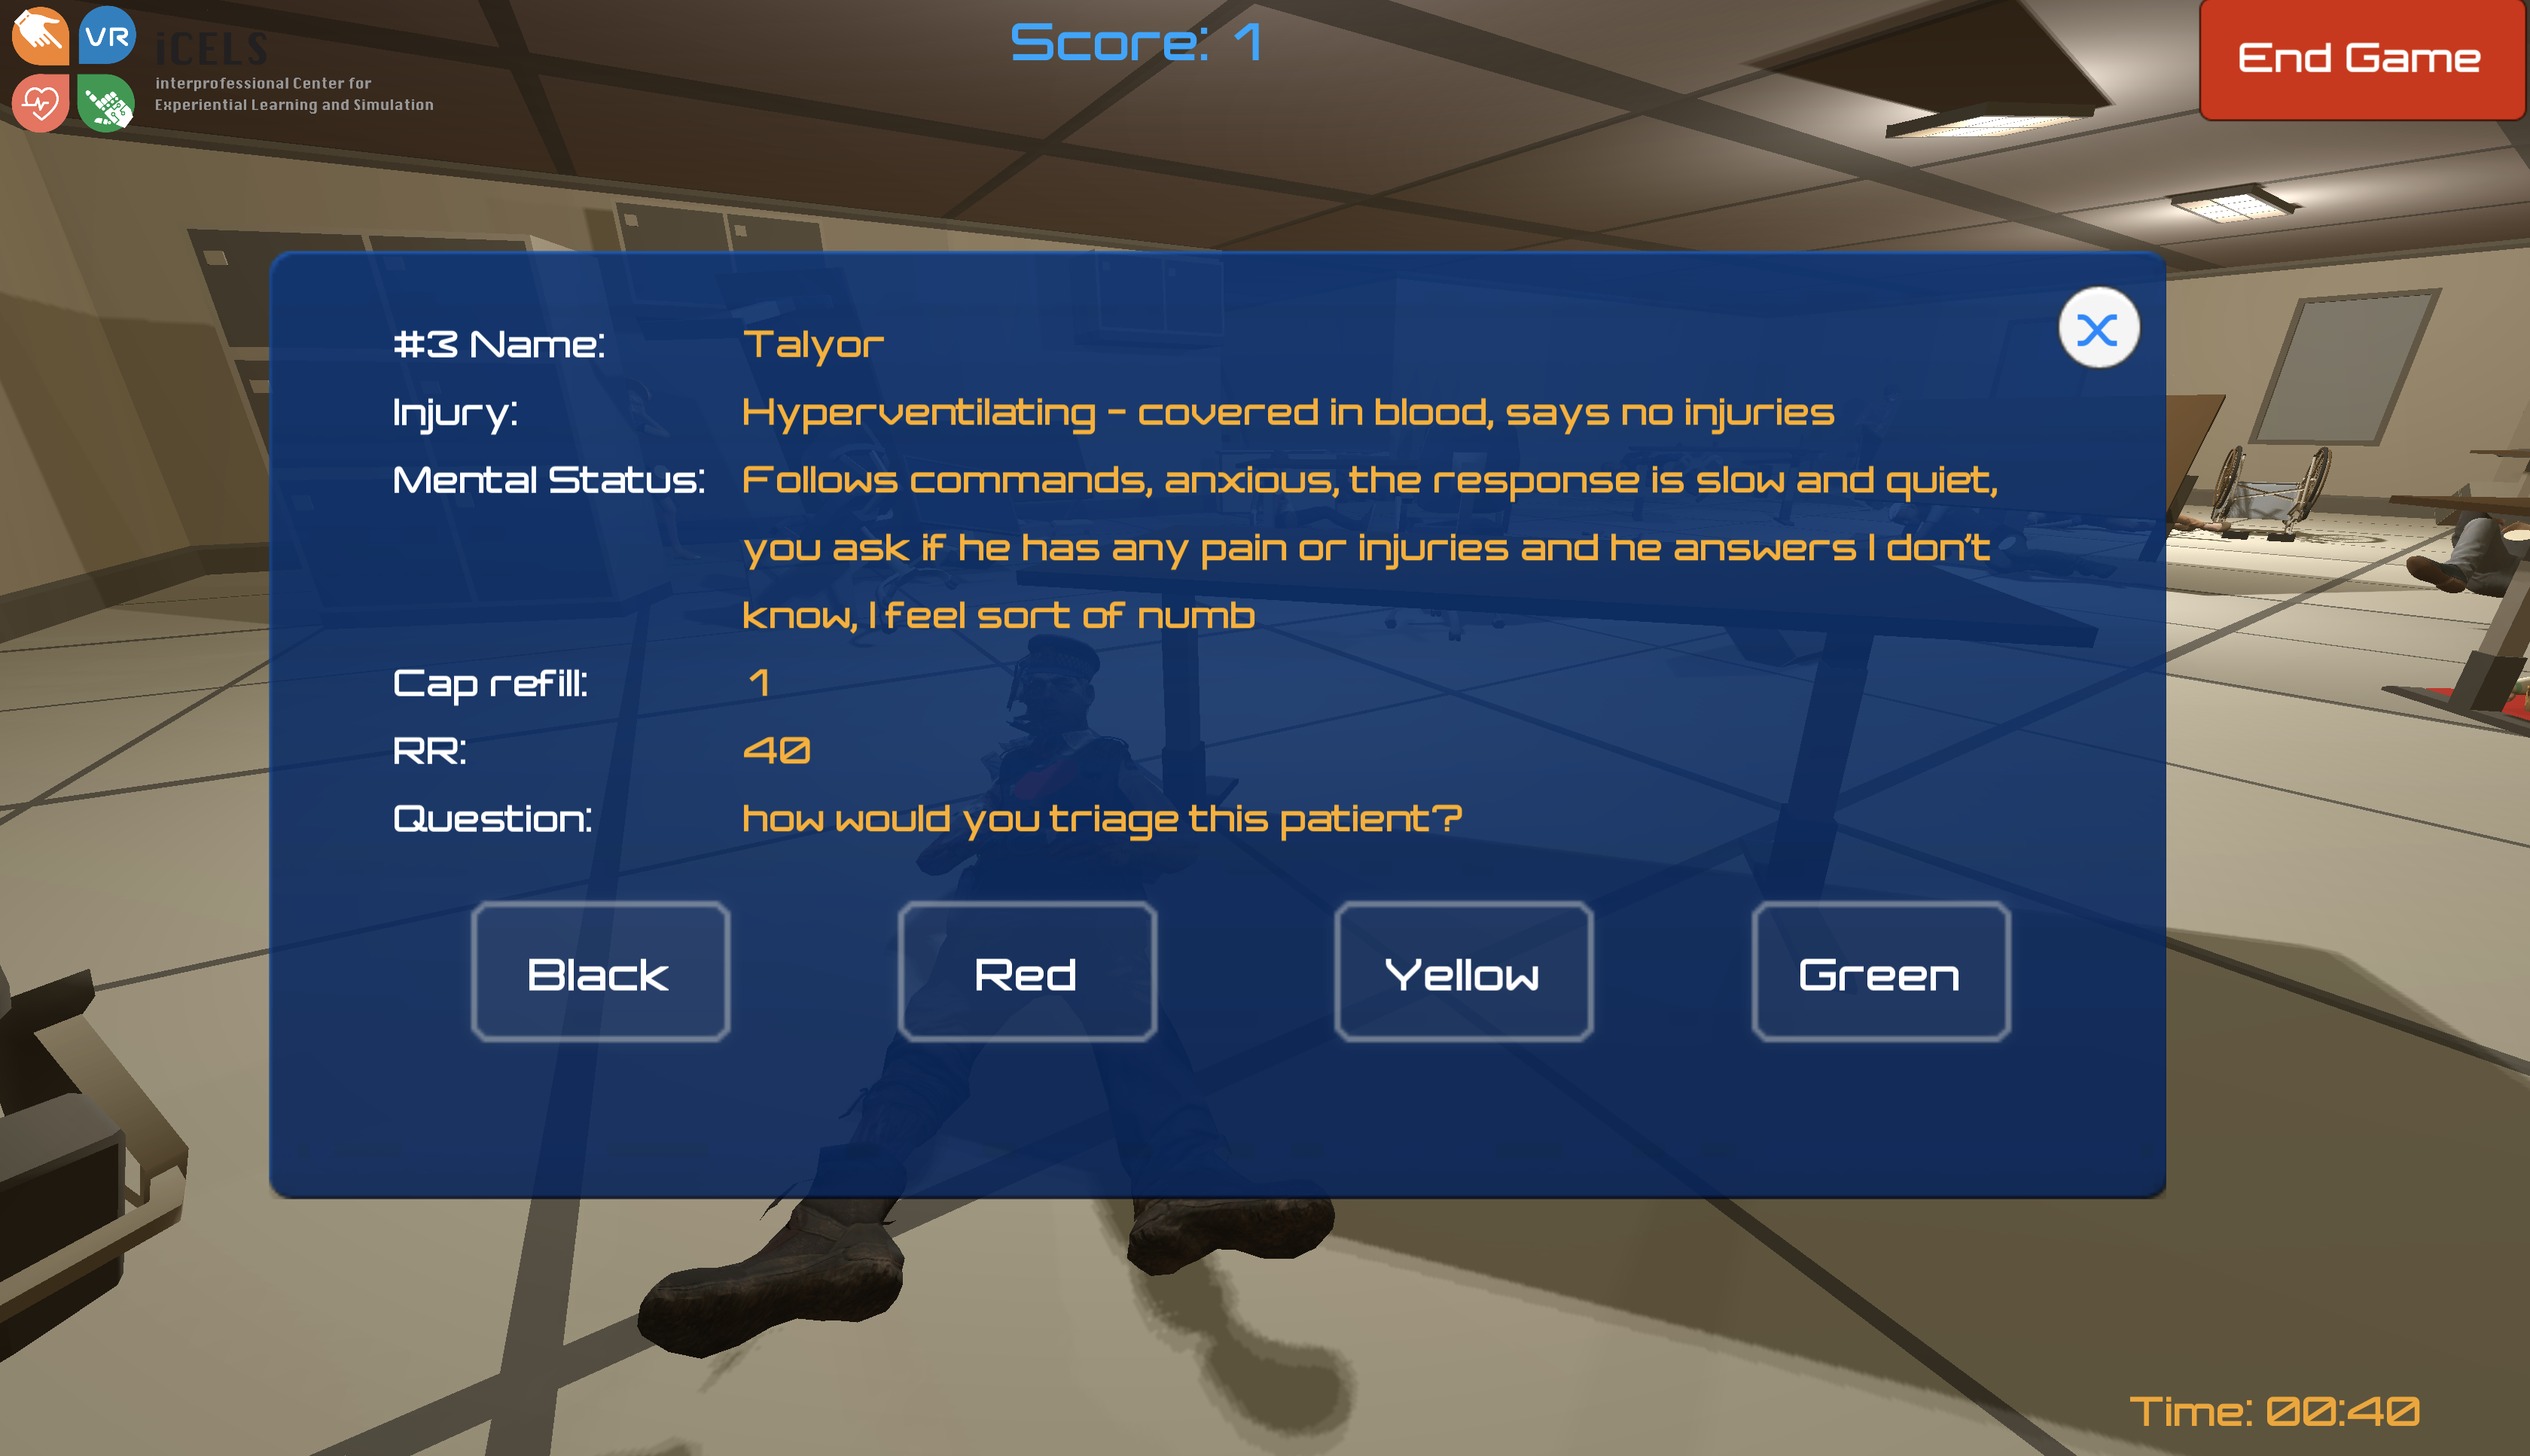 VR
iCELS
interprofessional Center for
Experiential Learning and Simulation
Score: 1
End Game
X
#3 Name: Talyor
Injury: Hyperventilating - covered in blood, says no injuries
Mental Status: Follows commands, anxious, the response is slow and quiet,
you ask if he has any pain or injuries and he answers I don't
know, I feel sort of numb
Cap refill: 1
RR: 40
Question: how would you triage this patient?
Black Red Yellow Green
Time: 00:40